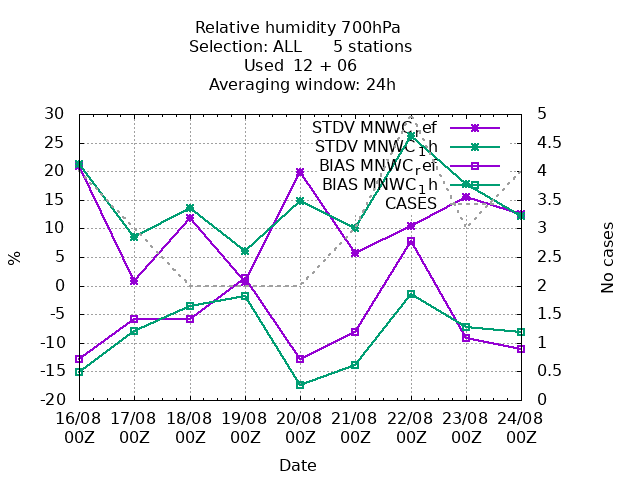 Relative humidity 700hPa
Selection: ALL 5 stations
Used 12 + 06
Averaging window: 24h
30
25
20
15
10
5
0
-5
-10
-15
-20
%
STDV MNWC_ref
STDV MNWC_1h
BIAS MNWC_ref
BIAS MNWC_1h
CASES
5
4.5
4
3.5
3
2.5
2
1.5
1
0.5
0
No cases
16/08 17/08 18/08 19/08 20/08 21/08 22/08 23/08 24/08
00Z 00Z 00Z 00Z 00Z 00Z 00Z 00Z 00Z
Date